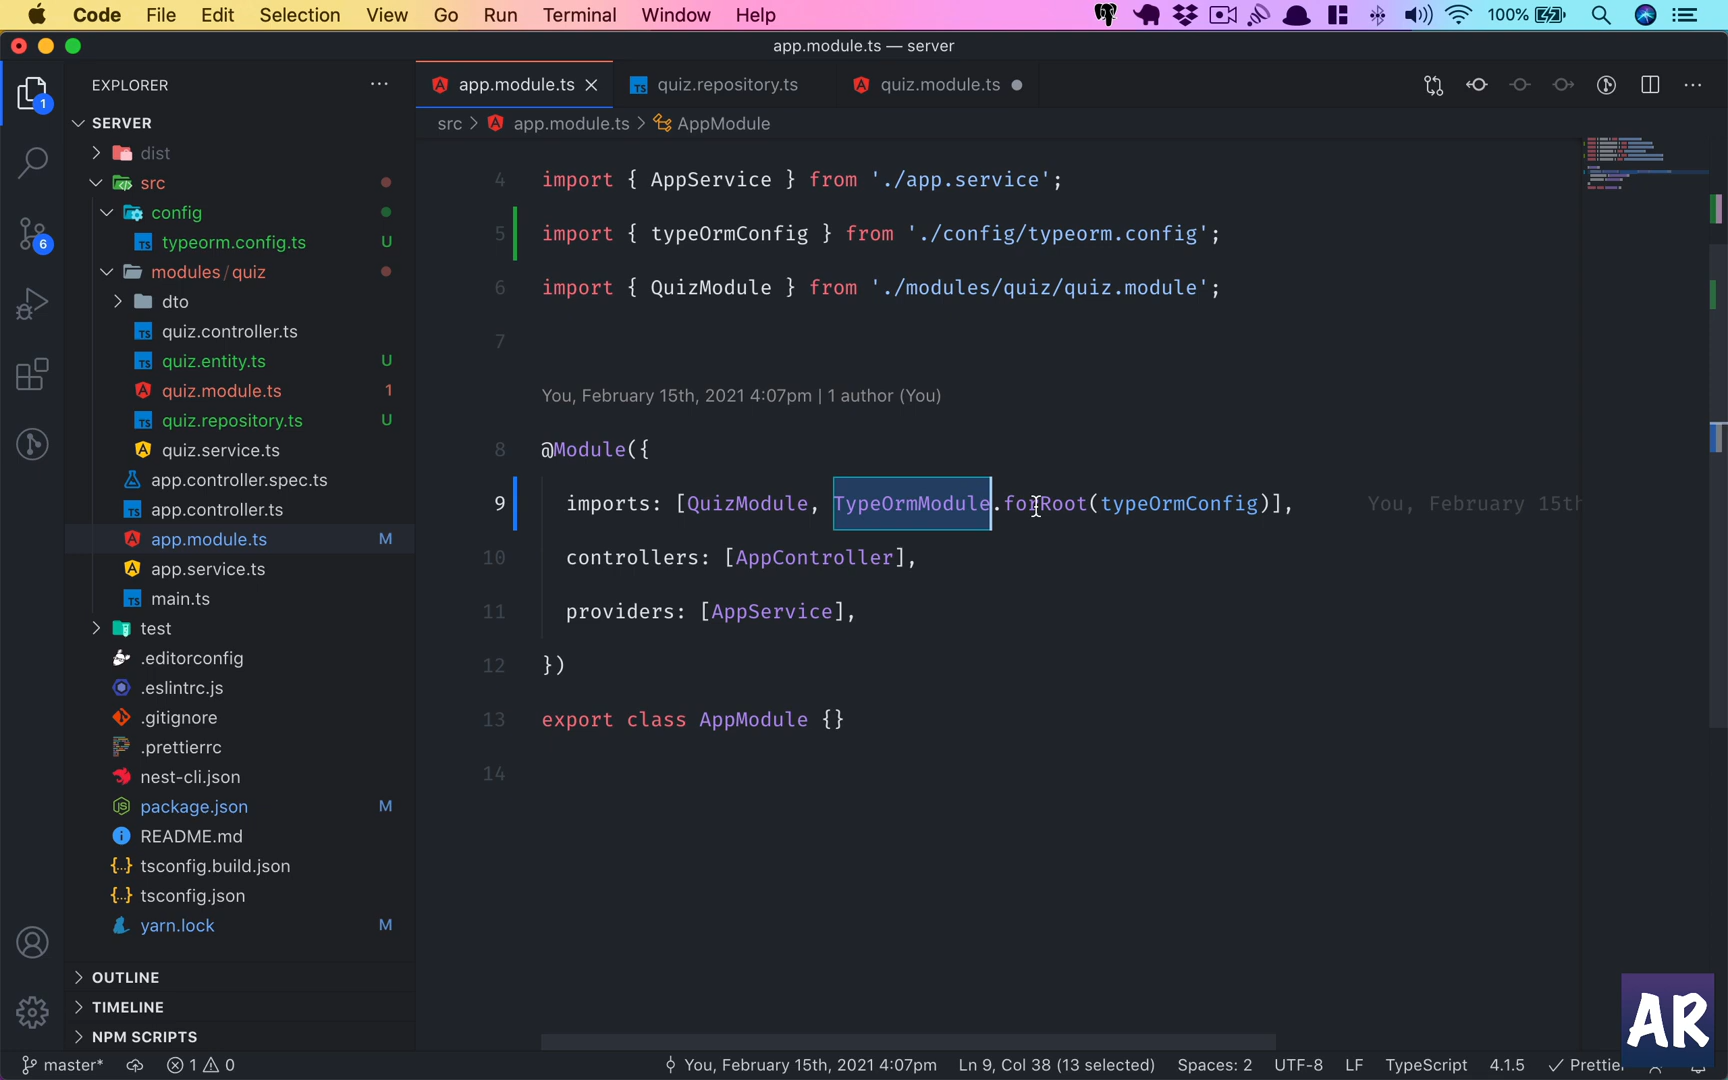 Code File Edit Selection View Go Run Terminal Window Help 100%
app.module.ts — server
EXPLORER
app.module.ts quiz.repository.ts quiz.module.ts
SERVER
src app.module.ts AppModule
dist
src
config
typeorm.config.ts U
modules / quiz
dto
quiz.controller.ts
quiz.entity.ts U
quiz.module.ts 1
quiz.repository.ts U
quiz.service.ts
app.controller.spec.ts
app.controller.ts
app.module.ts M
app.service.ts
main.ts
test
.editorconfig
.eslintrc.js
.gitignore
.prettierrc
nest-cli.json
package.json M
README.md
tsconfig.build.json
tsconfig.json
yarn.lock M
OUTLINE
TIMELINE
NPM SCRIPTS
1
6
4 import { AppService } from './app.service';
5 import { typeOrmConfig } from './config/typeorm.config';
6 import { QuizModule } from './modules/quiz/quiz.module';
7
You, February 15th, 2021 4:07pm | 1 author (You)
8 @Module({
9 imports: [QuizModule, TypeOrmModule.forRoot(typeOrmConfig)], You, February 15th
10 controllers: [AppController],
11 providers: [AppService],
12 })
13 export class AppModule {}
14
AR
master* 1 0 You, February 15th, 2021 4:07pm Ln 9, Col 38 (13 selected) Spaces: 2 UTF-8 LF TypeScript 4.1.5